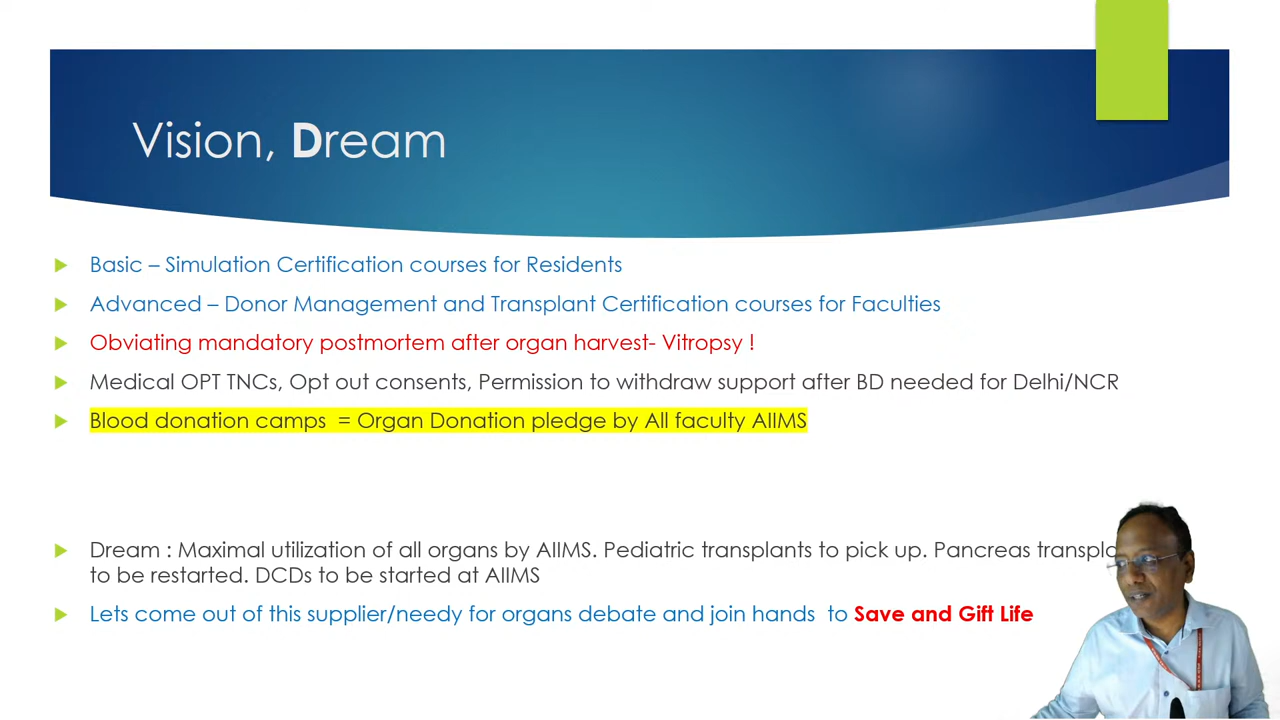 Vision, Dream
Basic – Simulation Certification courses for Residents
Advanced – Donor Management and Transplant Certification courses for Faculties
Obviating mandatory postmortem after organ harvest- Vitropsy !
Medical OPT TNCs, Opt out consents, Permission to withdraw support after BD needed for Delhi/NCR
Blood donation camps = Organ Donation pledge by All faculty AIIMS
Dream : Maximal utilization of all organs by AIIMS. Pediatric transplants to pick up. Pancreas
to be restarted. DCDs to be started at AIIMS
Lets come out of this supplier/needy for organs debate and join hands to Save and Gift Life